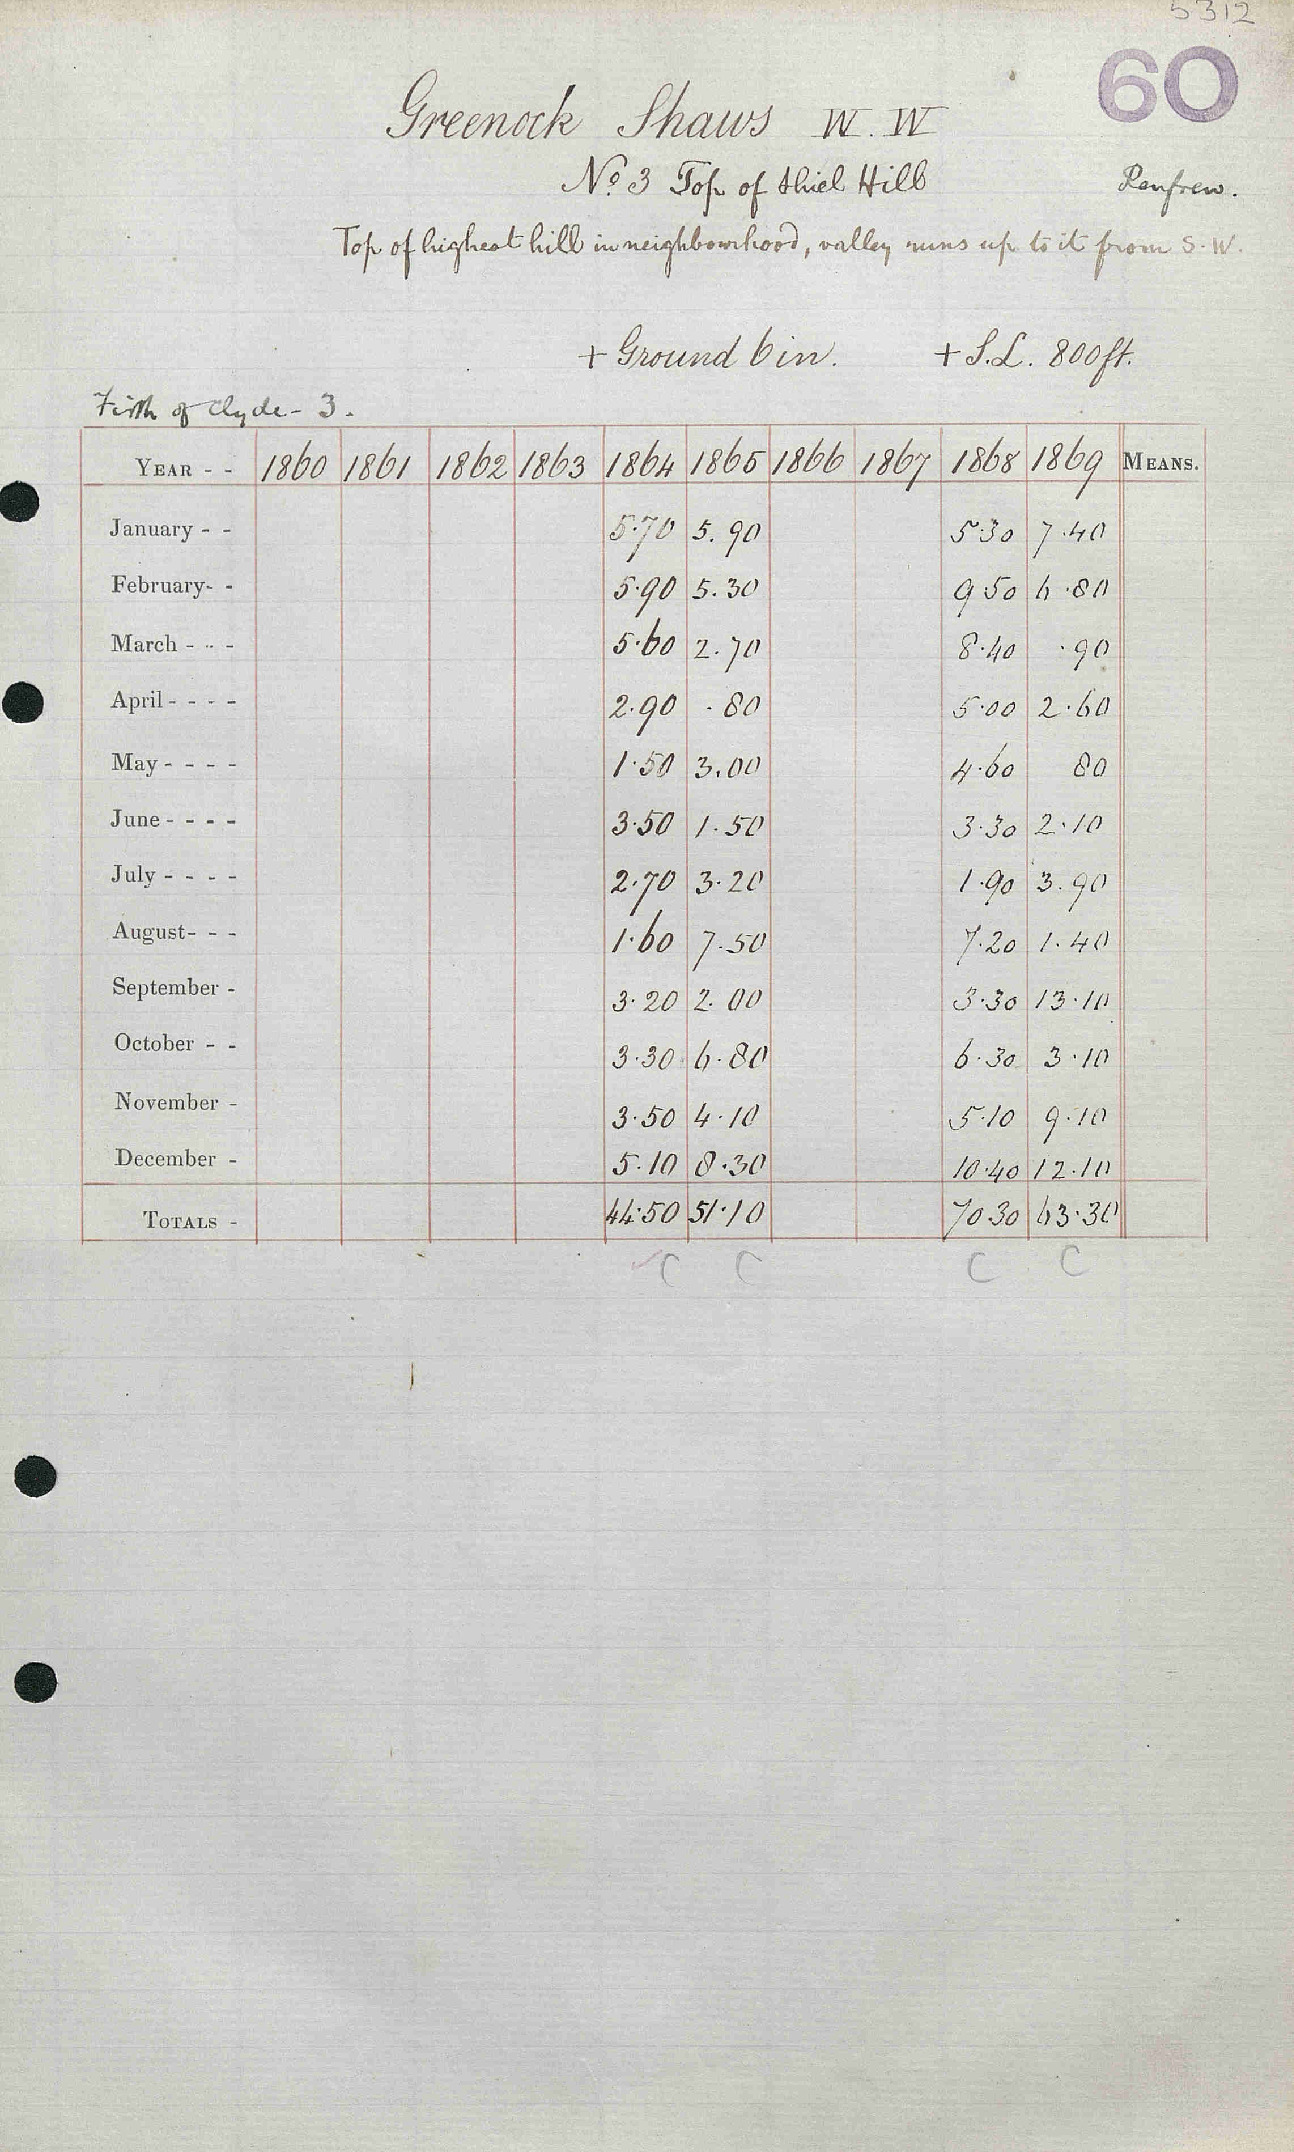 5312
60
Greenock Shaws W. W
No. 3 Top of Shiel Hill Renfrew.
Top of highest hill in neighbourhood, valley runs up to it from S.W.
+ Ground 6 in. + S.L. 800 ft.
Firth of Clyde - 3.
YEAR - - 1860 1861 1862 1863 1864 1865 1866 1867 1868 1869 MEANS.
January - - 5.70 5.90 5.30 7.40
February - - 5.90 5.30 9.50 6.80
March - - - 5.60 2.70 8.40 .90
April - - - - 2.90 .80 5.00 2.60
May - - - - 1.50 3.00 4.60 80
June - - - - 3.50 1.50 3.30 2.10
July - - - - 2.70 3.20 1.90 3.90
August - - - 1.60 7.50 7.20 1.40
September - 3.20 2.00 3.30 13.10
October - - 3.30 6.80 6.30 3.10
November - 3.50 4.10 5.10 9.10
December - 5.10 8.30 10.40 12.10
TOTALS - 44.50 51.10 70.30 63.30
C C C C